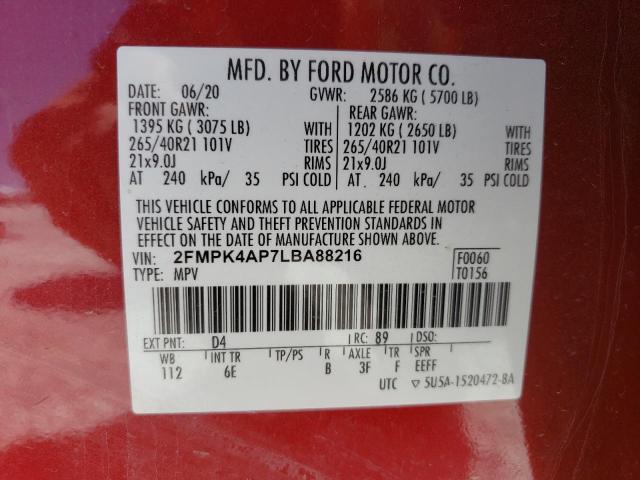 MFD. BY FORD MOTOR CO.
DATE: 06/20 GVWR: 2586 KG ( 5700 LB)
FRONT GAWR: REAR GAWR:
1395 KG ( 3075 LB) WITH 1202 KG ( 2650 LB) WITH
265/40R21 101V TIRES 265/40R21 101V TIRES
21x9.0J RIMS 21x9.0J RIMS
AT 240 kPa/ 35 PSI COLD AT 240 kPa/ 35 PSI COLD
THIS VEHICLE CONFORMS TO ALL APPLICABLE FEDERAL MOTOR
VEHICLE SAFETY AND THEFT PREVENTION STANDARDS IN
EFFECT ON THE DATE OF MANUFACTURE SHOWN ABOVE.
VIN: 2FMPK4AP7LBA88216 F0060
TYPE: MPV T0156
EXT PNT: D4 RC: 89 DSO:
WB INT TR TP/PS R AXLE TR SPR
112 6E B 3F F EEFF
UTC ▽ 5U5A-1520472-BA